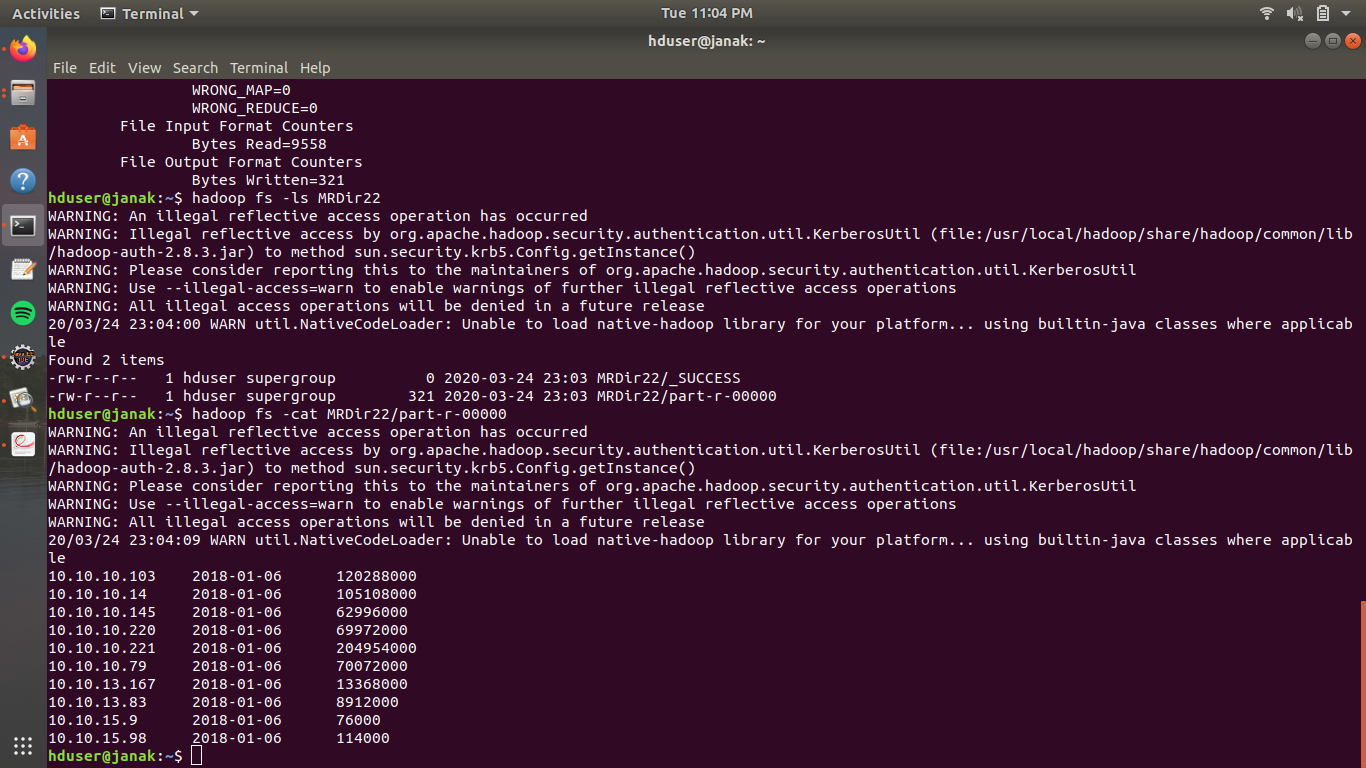 Activities Terminal Tue 11:04 PM
hduser@janak: ~
File Edit View Search Terminal Help
WRONG_MAP=0
WRONG_REDUCE=0
File Input Format Counters
Bytes Read=9558
File Output Format Counters
Bytes Written=321
hduser@janak:~$ hadoop fs -ls MRDir22
WARNING: An illegal reflective access operation has occurred
WARNING: Illegal reflective access by org.apache.hadoop.security.authentication.util.KerberosUtil (file:/usr/local/hadoop/share/hadoop/common/lib
/hadoop-auth-2.8.3.jar) to method sun.security.krb5.Config.getInstance()
WARNING: Please consider reporting this to the maintainers of org.apache.hadoop.security.authentication.util.KerberosUtil
WARNING: Use --illegal-access=warn to enable warnings of further illegal reflective access operations
WARNING: All illegal access operations will be denied in a future release
20/03/24 23:04:00 WARN util.NativeCodeLoader: Unable to load native-hadoop library for your platform... using builtin-java classes where applicab
le
Found 2 items
-rw-r--r--   1 hduser supergroup          0 2020-03-24 23:03 MRDir22/_SUCCESS
-rw-r--r--   1 hduser supergroup        321 2020-03-24 23:03 MRDir22/part-r-00000
hduser@janak:~$ hadoop fs -cat MRDir22/part-r-00000
WARNING: An illegal reflective access operation has occurred
WARNING: Illegal reflective access by org.apache.hadoop.security.authentication.util.KerberosUtil (file:/usr/local/hadoop/share/hadoop/common/lib
/hadoop-auth-2.8.3.jar) to method sun.security.krb5.Config.getInstance()
WARNING: Please consider reporting this to the maintainers of org.apache.hadoop.security.authentication.util.KerberosUtil
WARNING: Use --illegal-access=warn to enable warnings of further illegal reflective access operations
WARNING: All illegal access operations will be denied in a future release
20/03/24 23:04:09 WARN util.NativeCodeLoader: Unable to load native-hadoop library for your platform... using builtin-java classes where applicab
le
10.10.10.103    2018-01-06      120288000
10.10.10.14     2018-01-06      105108000
10.10.10.145    2018-01-06      62996000
10.10.10.220    2018-01-06      69972000
10.10.10.221    2018-01-06      204954000
10.10.10.79     2018-01-06      70072000
10.10.13.167    2018-01-06      13368000
10.10.13.83     2018-01-06      8912000
10.10.15.9      2018-01-06      76000
10.10.15.98     2018-01-06      114000
hduser@janak:~$